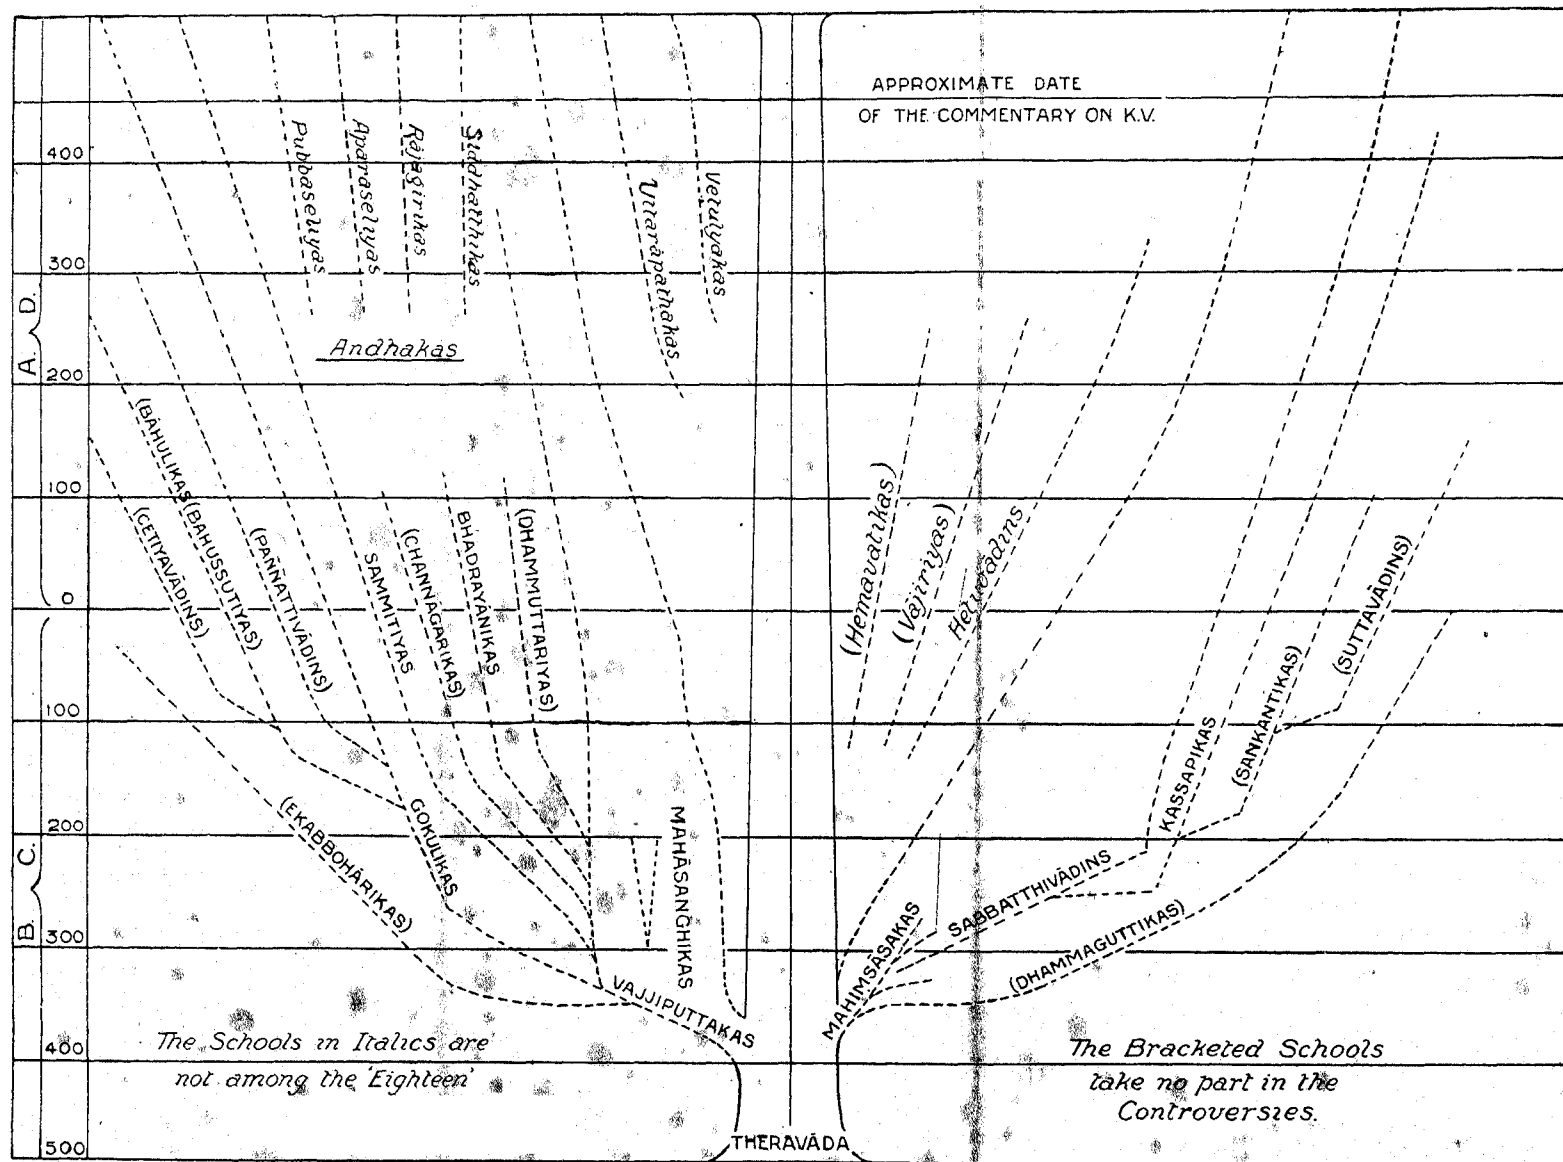 APPROXIMATE DATE
OF THE COMMENTARY ON K.V.
A. D.
400
300
200
100
0
B. C.
100
200
300
400
500
Pubbaseliyas
Aparaseliyas
Rājagirikas
Siddhatthikas
Uttarāpathakas
Vetulyakas
Andhakas
(BAHULIKAS)
(BAHUSSUTIYAS)
(CETIYAVĀDINS)
(PAÑÑATTIVĀDINS)
SAMMITIYAS
(CHANNAGARIKAS)
BHADRAYĀNIKAS
(DHAMMUTTARIYAS)
(EKABBOHĀRIKAS)
GOKULIKAS
VAJJIPUTTAKAS
MAHĀSANGHIKAS
(Hemavatikas)
(Vājiriyas)
Hetuvādins
MAHIMSĀSAKAS
SABBATTHIVĀDINS
KASSAPIKAS
(SANKANTIKAS)
(SUTTAVĀDINS)
(DHAMMAGUTTIKAS)
The Schools in Italics are
not among the 'Eighteen'
The Bracketed Schools
take no part in the
Controversies.
THERAVĀDA